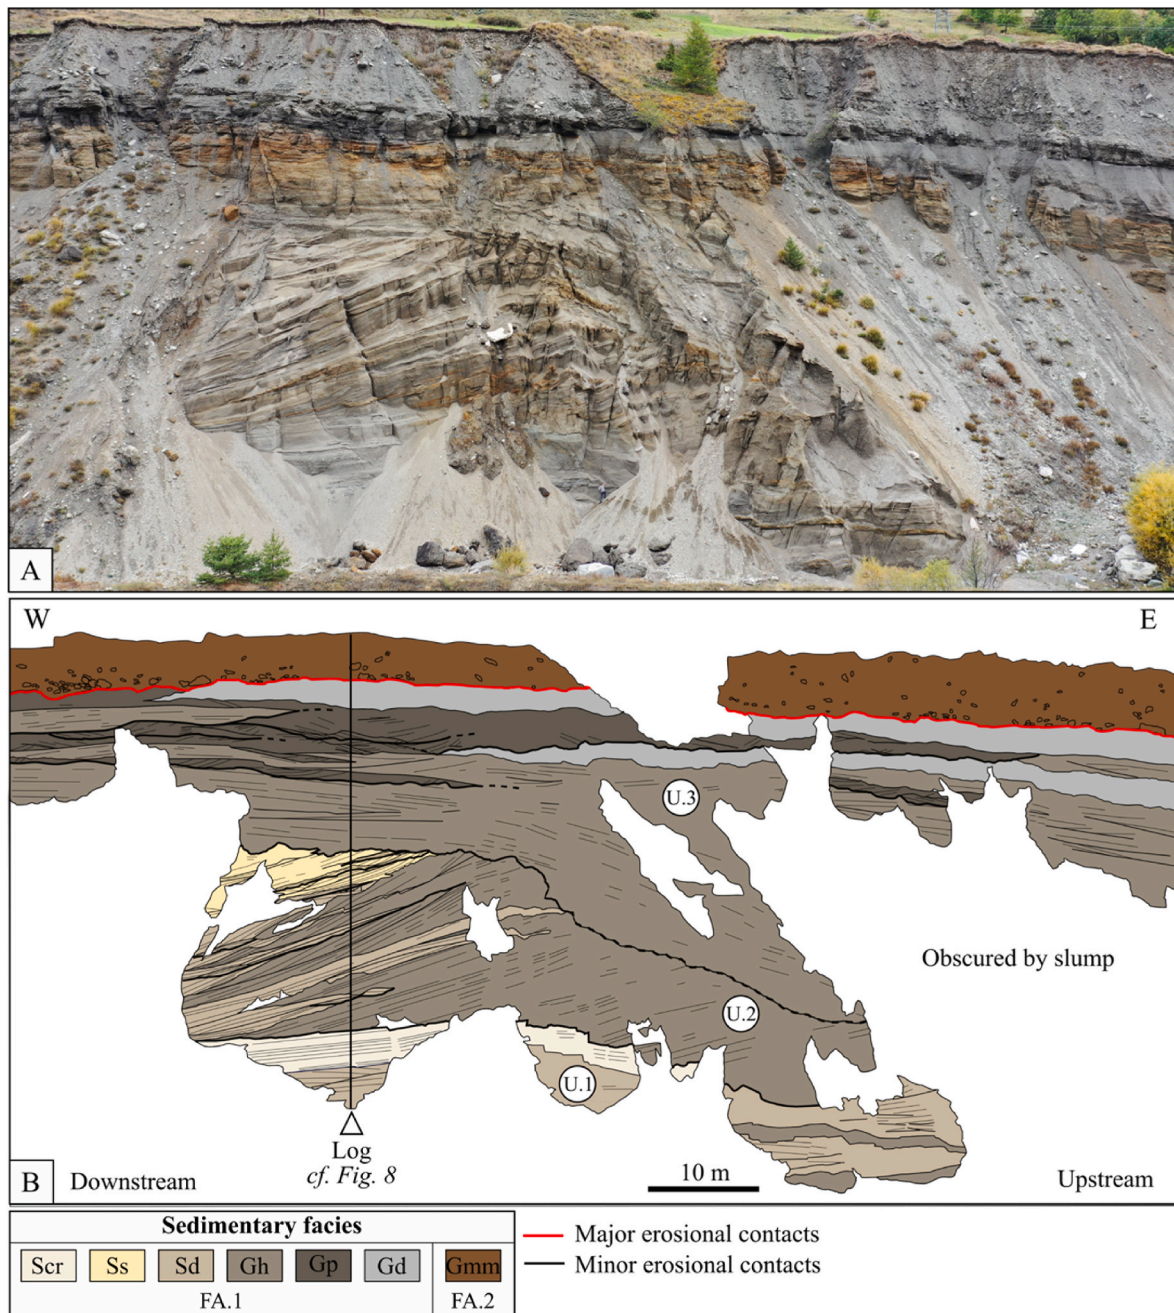 A
W
E
U.3
Obscured by slump
U.2
U.1
Log
cf. Fig. 8
10 m
B
Downstream
Upstream
Sedimentary facies
Scr
Ss
Sd
Gh
Gp
Gd
Gmm
FA.1
FA.2
Major erosional contacts
Minor erosional contacts